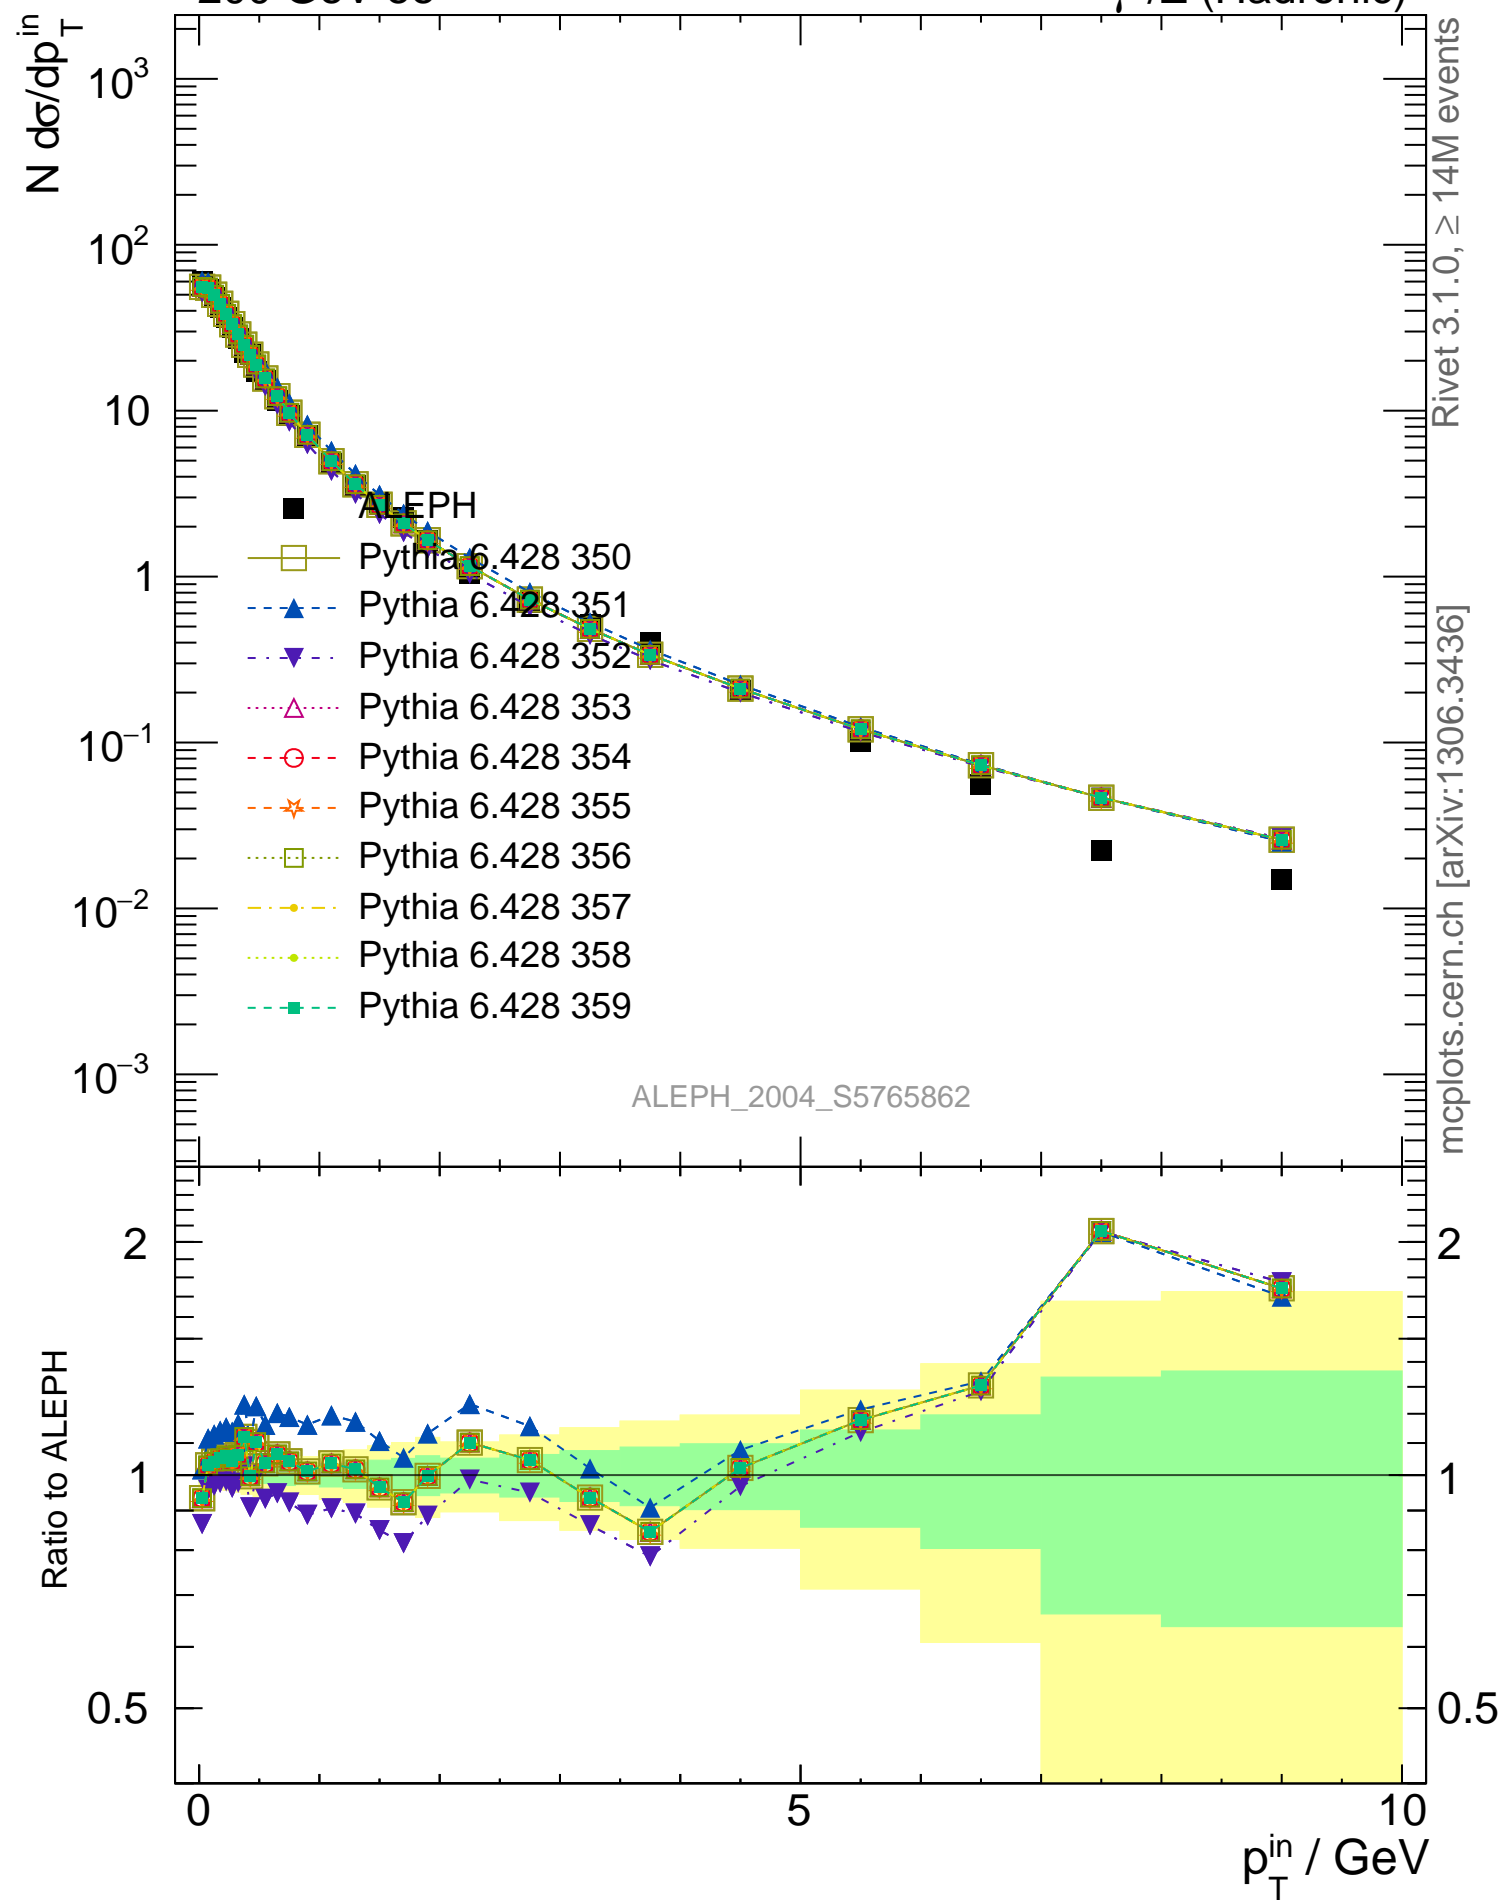 N dσ/dp_T^in
10^3
10^2
10
1
10^−1
10^−2
10^−3
ALEPH
Pythia 6.428 350
Pythia 6.428 351
Pythia 6.428 352
Pythia 6.428 353
Pythia 6.428 354
Pythia 6.428 355
Pythia 6.428 356
Pythia 6.428 357
Pythia 6.428 358
Pythia 6.428 359
ALEPH_2004_S5765862
Rivet 3.1.0, ≥ 14M events
mcplots.cern.ch [arXiv:1306.3436]
Ratio to ALEPH
2
1
0.5
2
1
0.5
0
5
10
p_T^in / GeV